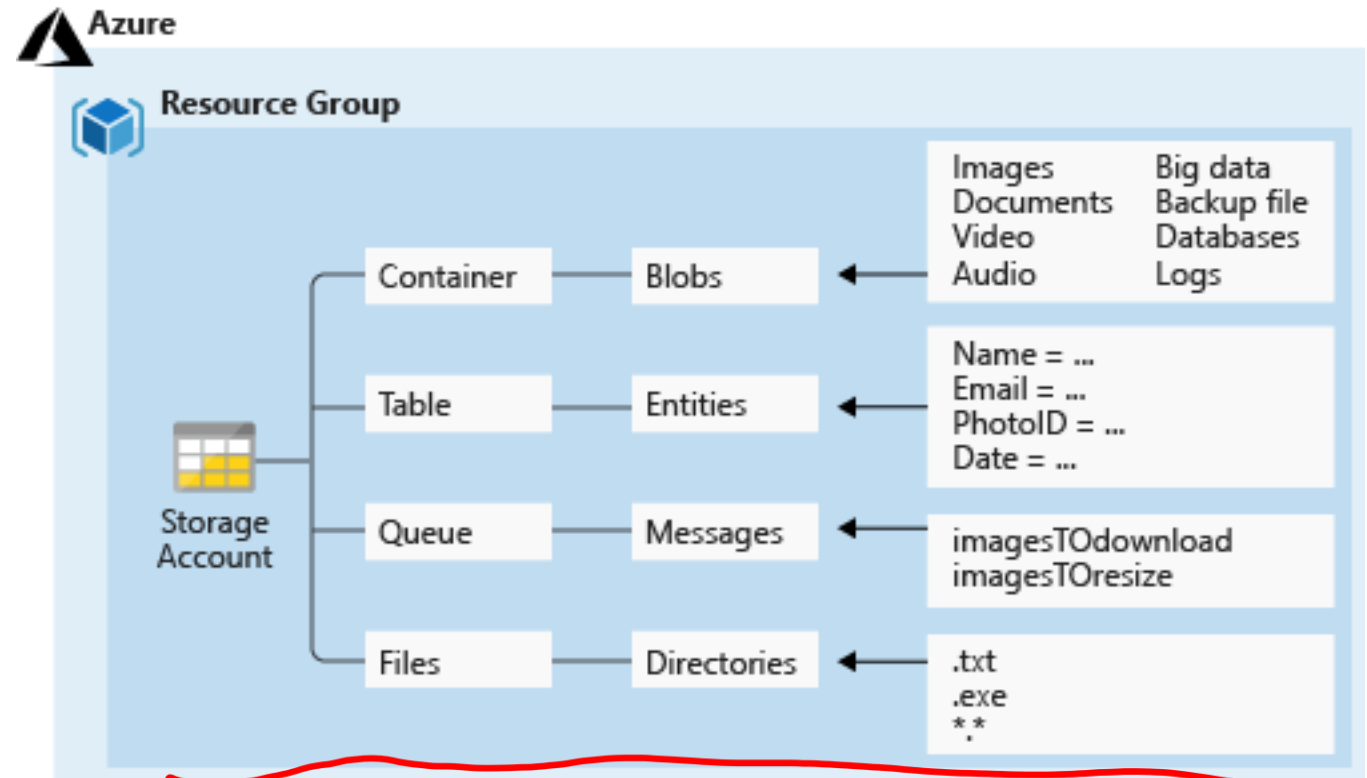 Azure
Resource Group
Images Big data
Documents Backup file
Video Databases
Audio Logs
Container Blobs
Name = ...
Email = ...
PhotoID = ...
Date = ...
Table Entities
Storage
Account
Queue Messages
imagesTOdownload
imagesTOresize
Files Directories
.txt
.exe
*.*